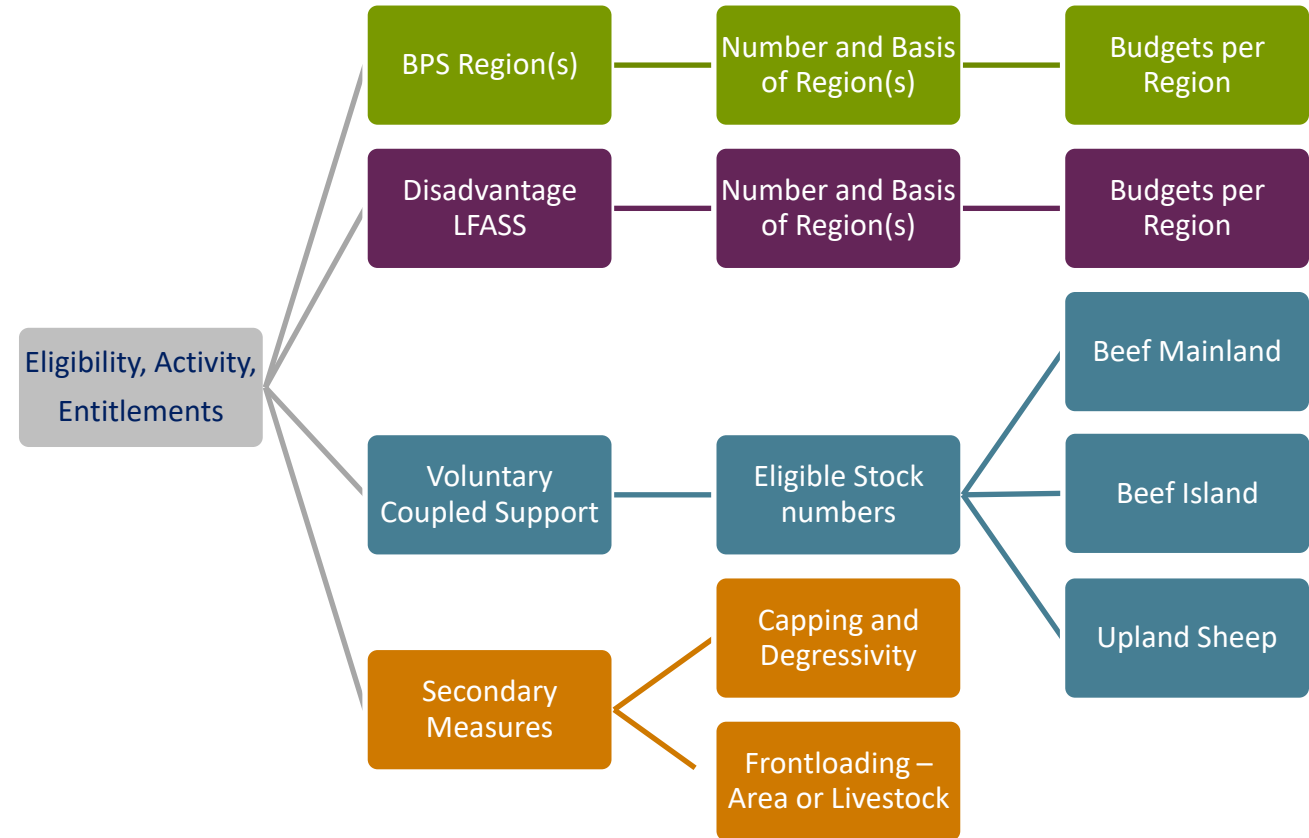 BPS Region(s)
Number and Basis
of Region(s)
Budgets per
Region
Disadvantage
LFASS
Number and Basis
of Region(s)
Budgets per
Region
Eligibility, Activity,
Entitlements
Voluntary
Coupled Support
Eligible Stock
numbers
Beef Mainland
Beef Island
Upland Sheep
Secondary
Measures
Capping and
Degressivity
Frontloading –
Area or Livestock